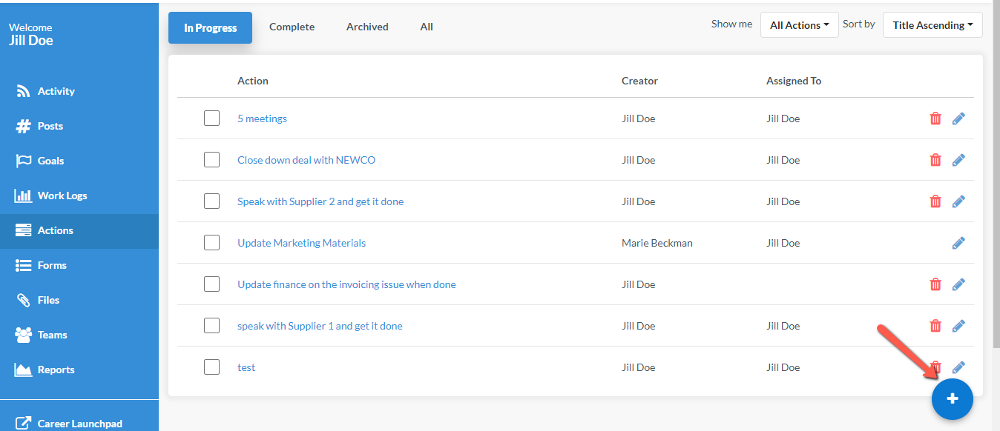 Welcome
Jill Doe
Activity
Posts
Goals
Work Logs
Actions
Forms
Files
Teams
Reports
Career Launchpad
In Progress Complete Archived All Show me All Actions Sort by Title Ascending
Action Creator Assigned To
5 meetings Jill Doe Jill Doe
Close down deal with NEWCO Jill Doe Jill Doe
Speak with Supplier 2 and get it done Jill Doe Jill Doe
Update Marketing Materials Marie Beckman Jill Doe
Update finance on the invoicing issue when done Jill Doe
speak with Supplier 1 and get it done Jill Doe Jill Doe
test Jill Doe Jill Doe